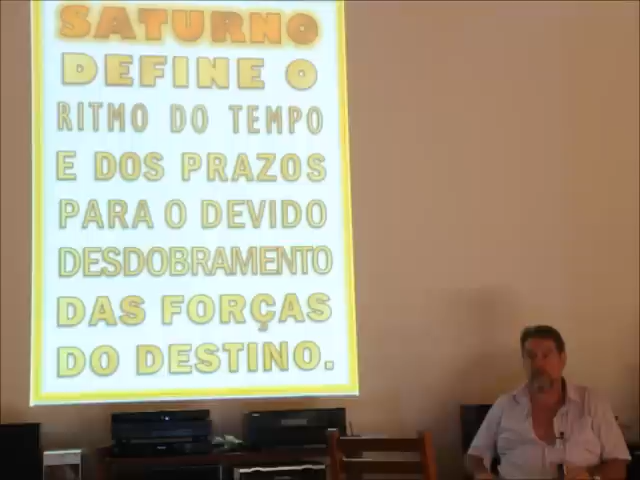 SATURNO
DEFINE O
RITMO DO TEMPO
E DOS PRAZOS
PARA O DEVIDO
DESDOBRAMENTO
DAS FORÇAS
DO DESTINO.